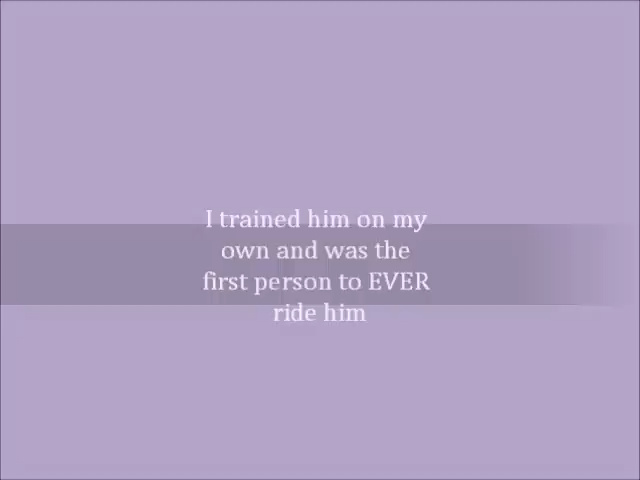 I trained him on my
own and was the
first person to EVER
ride him